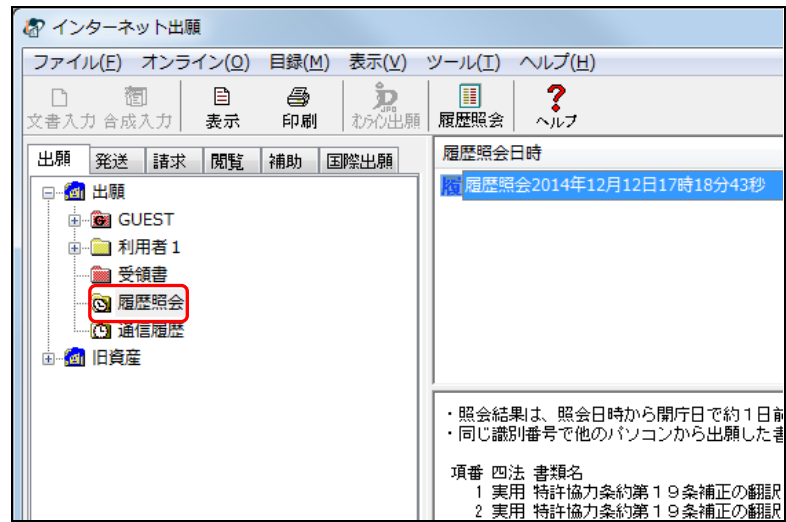 インターネット出願
ファイル(F) オンライン(O) 目録(M) 表示(V) ツール(T) ヘルプ(H)
文書入力 合成入力 表示 印刷 かんたん出願 履歴照会 ヘルプ
出願 発送 請求 閲覧 補助 国際出願
履歴照会日時
履歴照会2014年12月12日17時18分43秒
出願
GUEST
利用者1
受領書
履歴照会
通信履歴
旧資産
・照会結果は、照会日時から開庁日で約1日前
・同じ識別番号で他のパソコンから出願した書
項番 四法 書類名
1 実用 特許協力条約第19条補正の翻訳
2 実用 特許協力条約第19条補正の翻訳